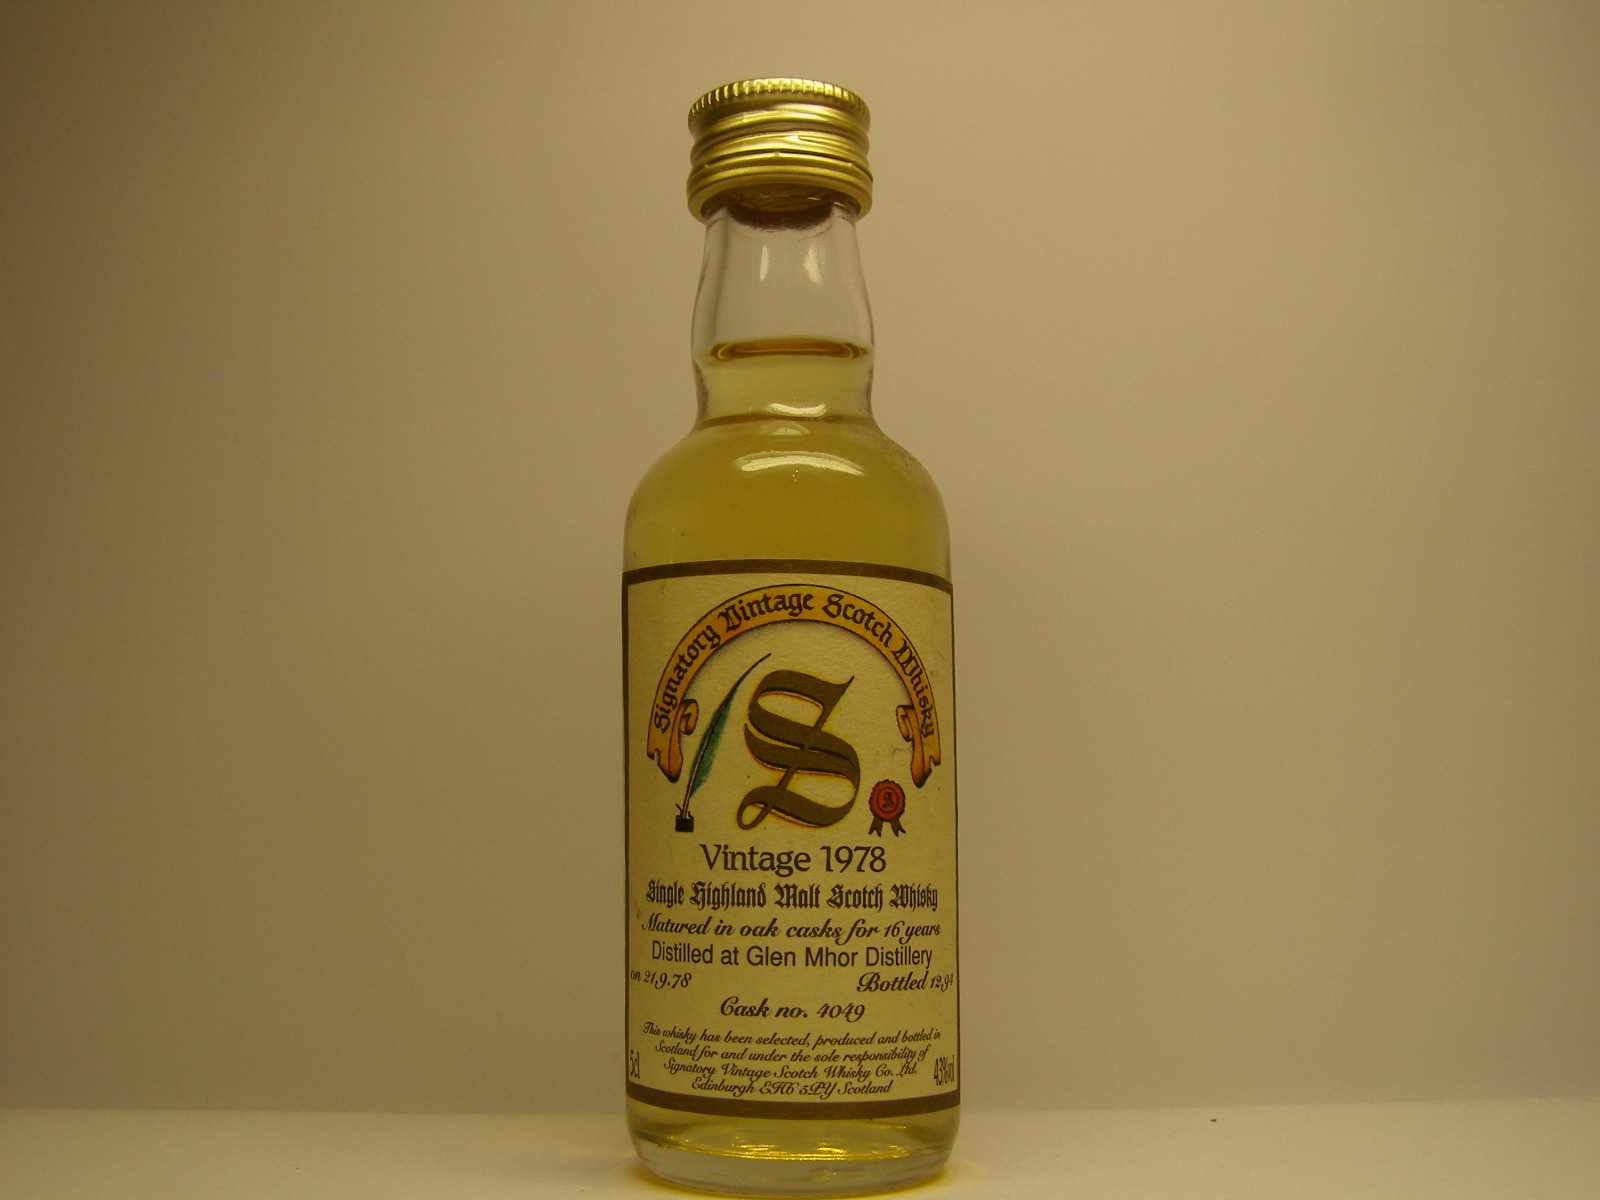 Signatory Vintage Scotch Whisky
S
S
Vintage 1978
Single Highland Malt Scotch Whisky
Matured in oak casks for 16 years
Distilled at Glen Mhor Distillery
on 21.9.78 Bottled 12.94
Cask no. 4049
This whisky has been selected, produced and bottled in
Scotland for and under the sole responsibility of
Signatory Vintage Scotch Whisky Co. Ltd.
Edinburgh EH6 5PY Scotland
5cl 43%vol